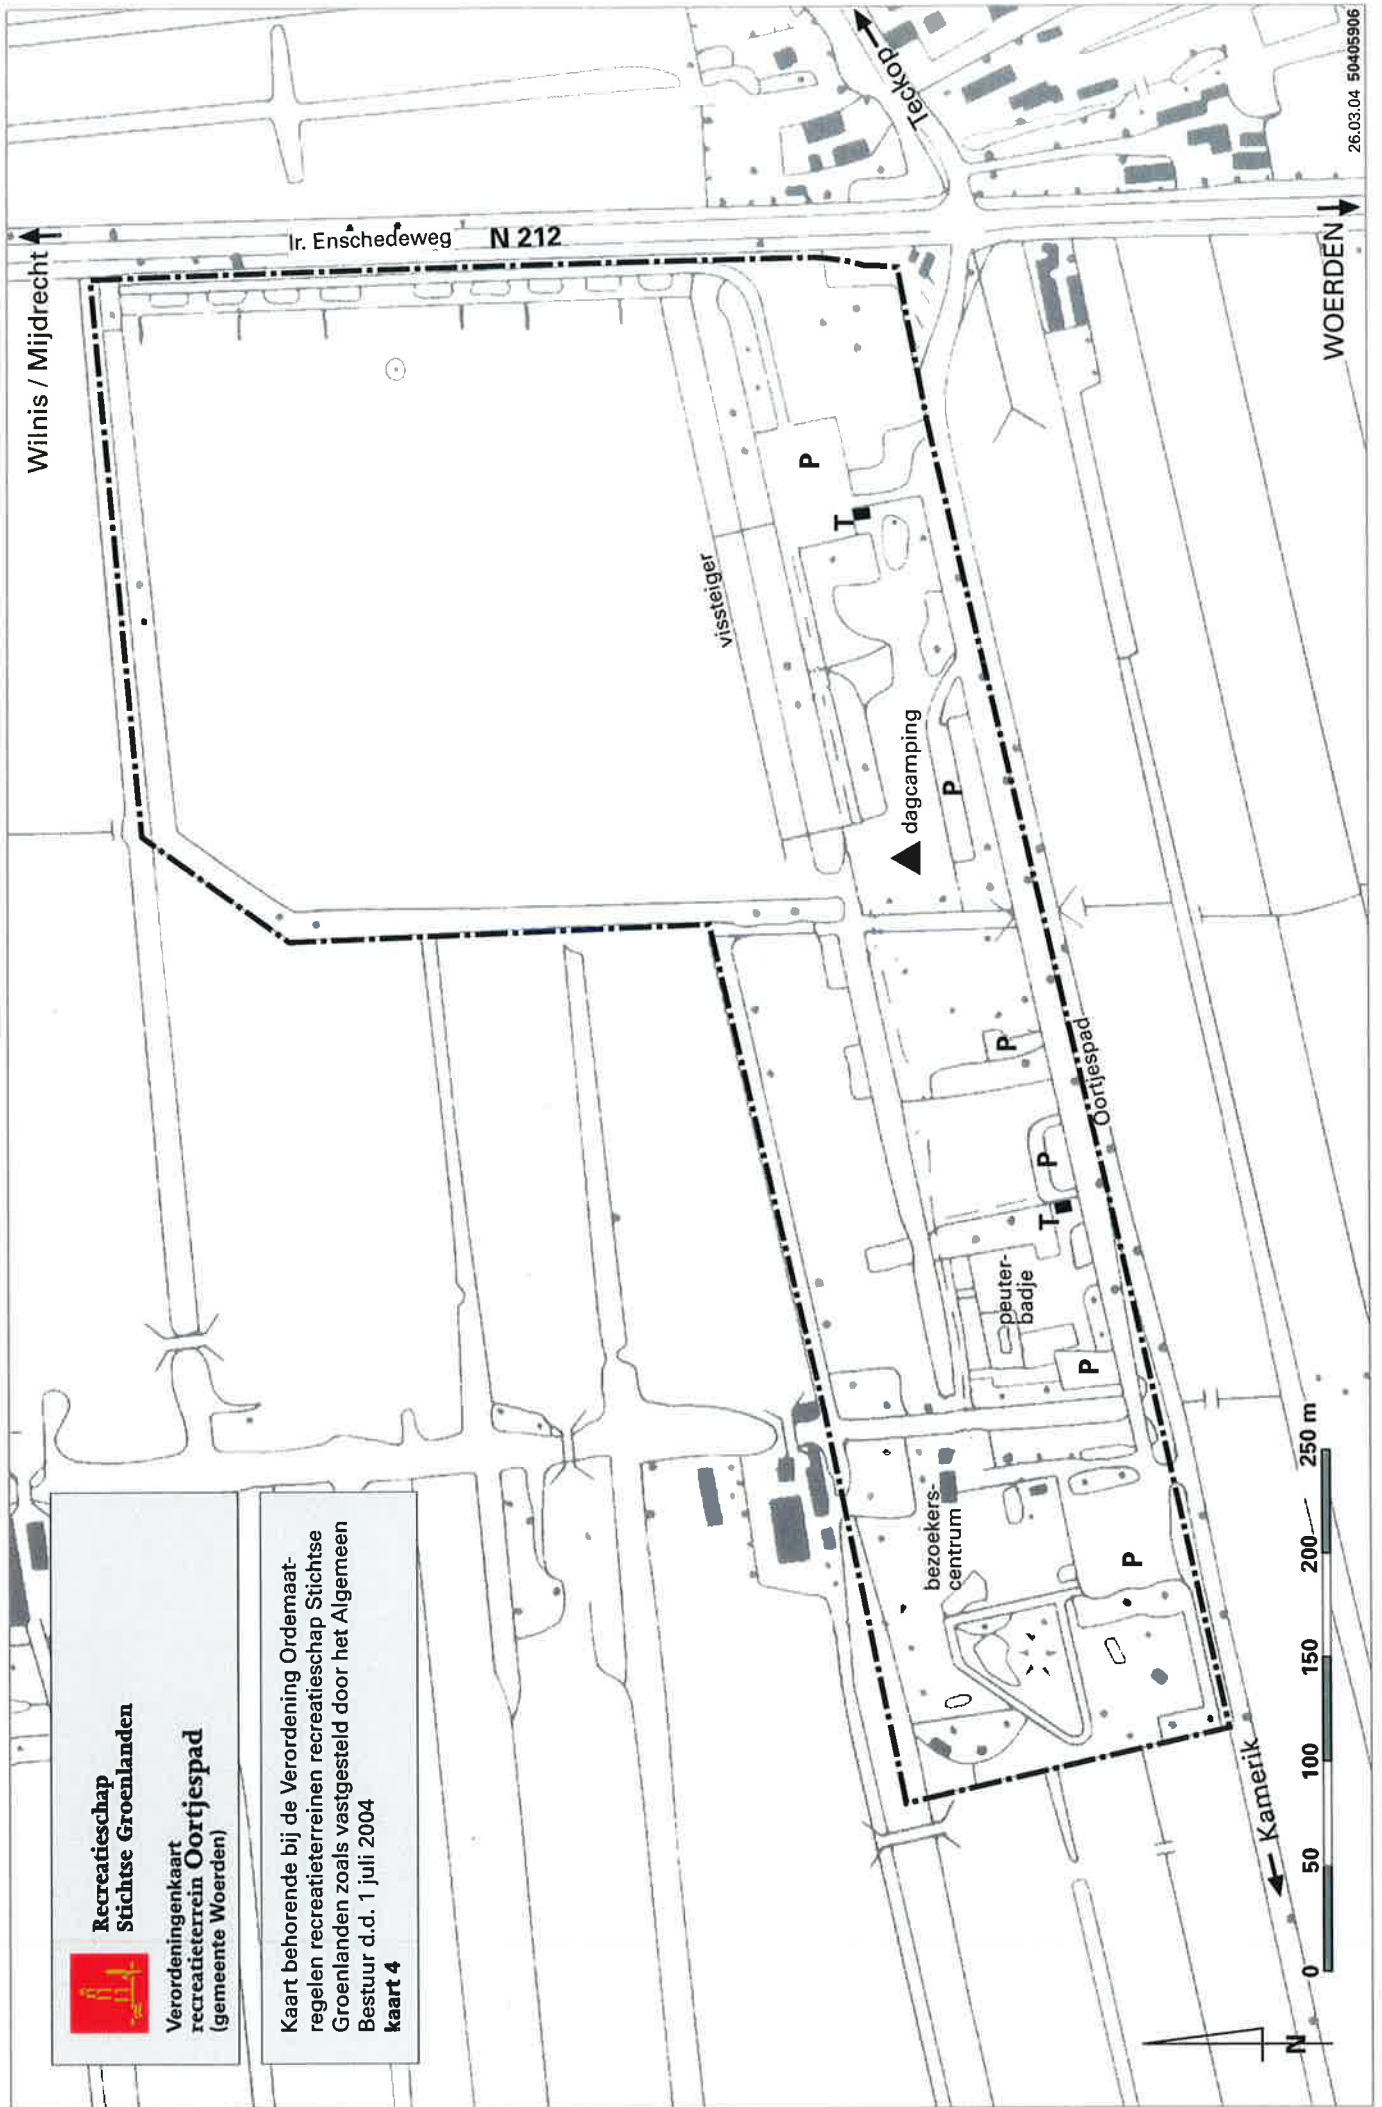 Recreatieschap
Stichtse Groenlanden
Verordeningenkaart
recreatieterrein Oortjespad
(gemeente Woerden)
Kaart behorende bij de Verordening Ordemaat-
regelen recreatieterreinen recreatieschap Stichtse
Groenlanden zoals vastgesteld door het Algemeen
Bestuur d.d. 1 juli 2004
kaart 4
Wilnis / Mijdrecht
Ir. Enschedeweg N 212
Teckop
vissteiger
P
T
dagcamping
P
P
Oortjespad
P
T
peuter-
badje
P
bezoekers-
centrum
P
Kamerik
WOERDEN
N
0 50 100 150 200 250 m
26.03.04 50405906